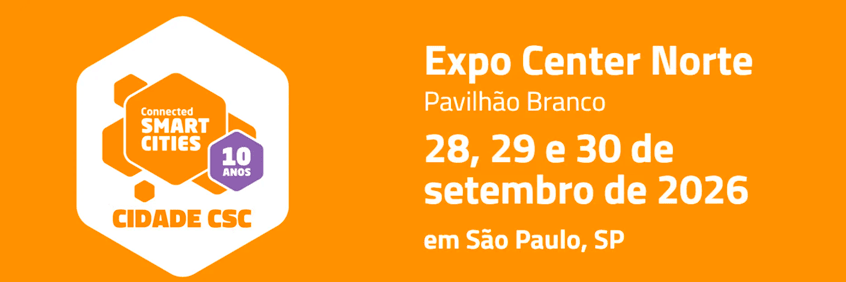 Connected
SMART
CITIES
10
ANOS
CIDADE CSC
Expo Center Norte
Pavilhão Branco
28, 29 e 30 de
setembro de 2026
em São Paulo, SP